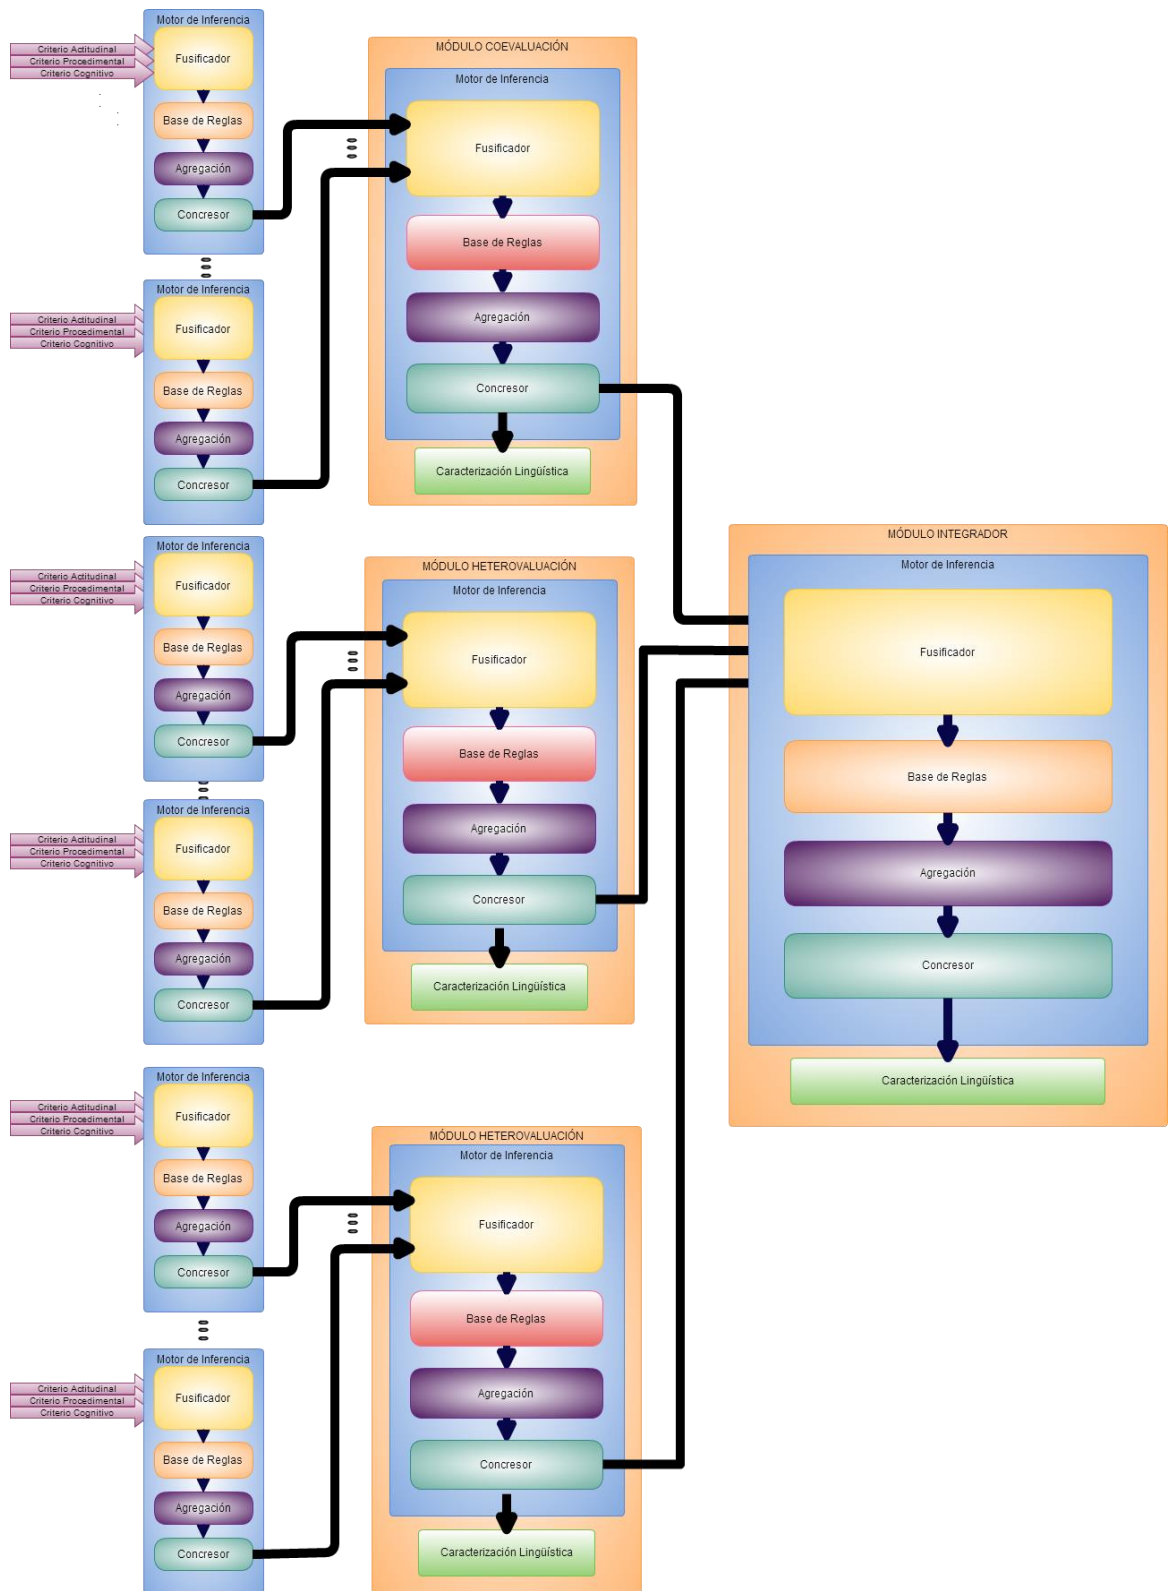 Motor de Inferencia
Criterio Actitudinal
Criterio Procedimental
Criterio Cognitivo
Fusificador
Base de Reglas
Agregación
Concresor
Motor de Inferencia
Criterio Actitudinal
Criterio Procedimental
Criterio Cognitivo
Fusificador
Base de Reglas
Agregación
Concresor
MÓDULO COEVALUACIÓN
Motor de Inferencia
Fusificador
Base de Reglas
Agregación
Concresor
Caracterización Lingüística
Motor de Inferencia
Criterio Actitudinal
Criterio Procedimental
Criterio Cognitivo
Fusificador
Base de Reglas
Agregación
Concresor
Motor de Inferencia
Criterio Actitudinal
Criterio Procedimental
Criterio Cognitivo
Fusificador
Base de Reglas
Agregación
Concresor
MÓDULO HETEROVALUACIÓN
Motor de Inferencia
Fusificador
Base de Reglas
Agregación
Concresor
Caracterización Lingüística
Motor de Inferencia
Criterio Actitudinal
Criterio Procedimental
Criterio Cognitivo
Fusificador
Base de Reglas
Agregación
Concresor
Motor de Inferencia
Criterio Actitudinal
Criterio Procedimental
Criterio Cognitivo
Fusificador
Base de Reglas
Agregación
Concresor
MÓDULO HETEROVALUACIÓN
Motor de Inferencia
Fusificador
Base de Reglas
Agregación
Concresor
Caracterización Lingüística
MÓDULO INTEGRADOR
Motor de Inferencia
Fusificador
Base de Reglas
Agregación
Concresor
Caracterización Lingüística